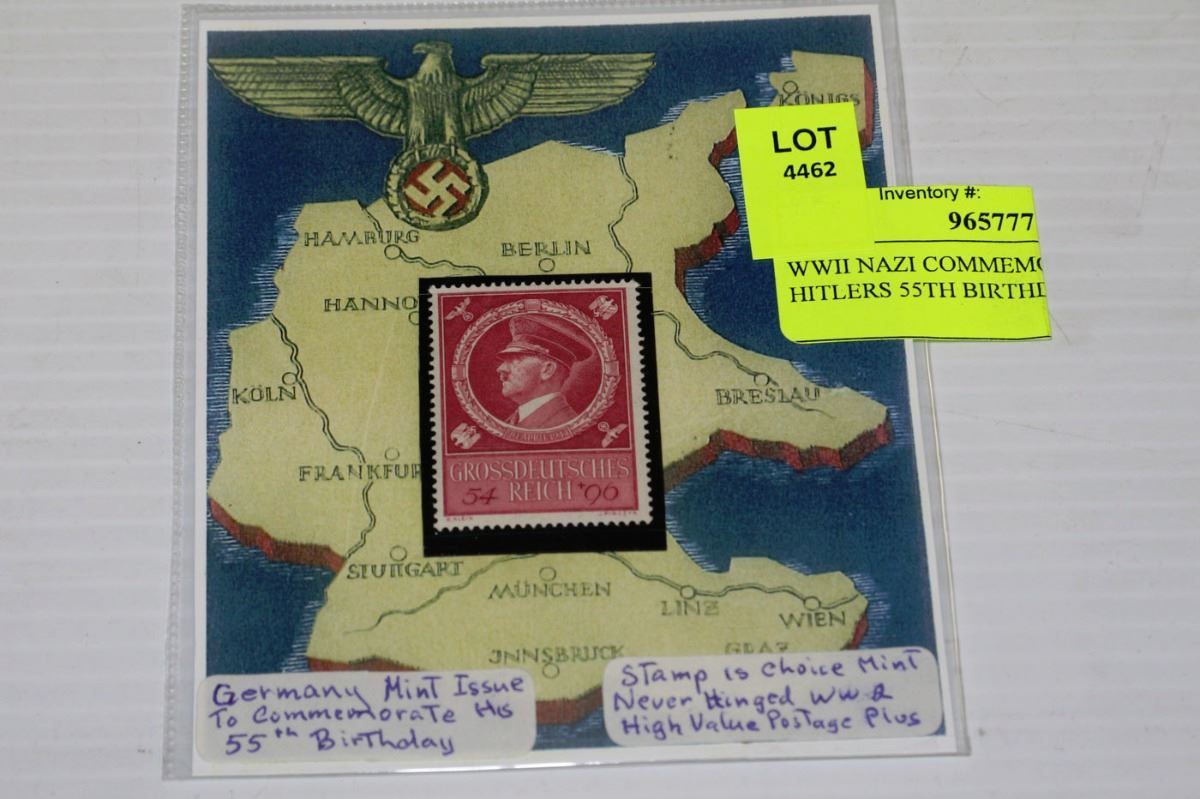 KÖNIGS
LOT
4462
Inventory #:
965777
WWII NAZI COMMEMO
HITLERS 55TH BIRTHD
HAMBURG
BERLIN
HANNO
KÖLN
BRESLAU
FRANKFUR
GROSSDEUTSCHES
54 REICH +96
STUTTGART
MÜNCHEN
LINZ
WIEN
JNNSBRUCK
GRAZ
Germany Mint Issue
To Commemorate His
55th Birthday
Stamp is Choice Mint
Never Hinged WW-2
High Value Postage Plus